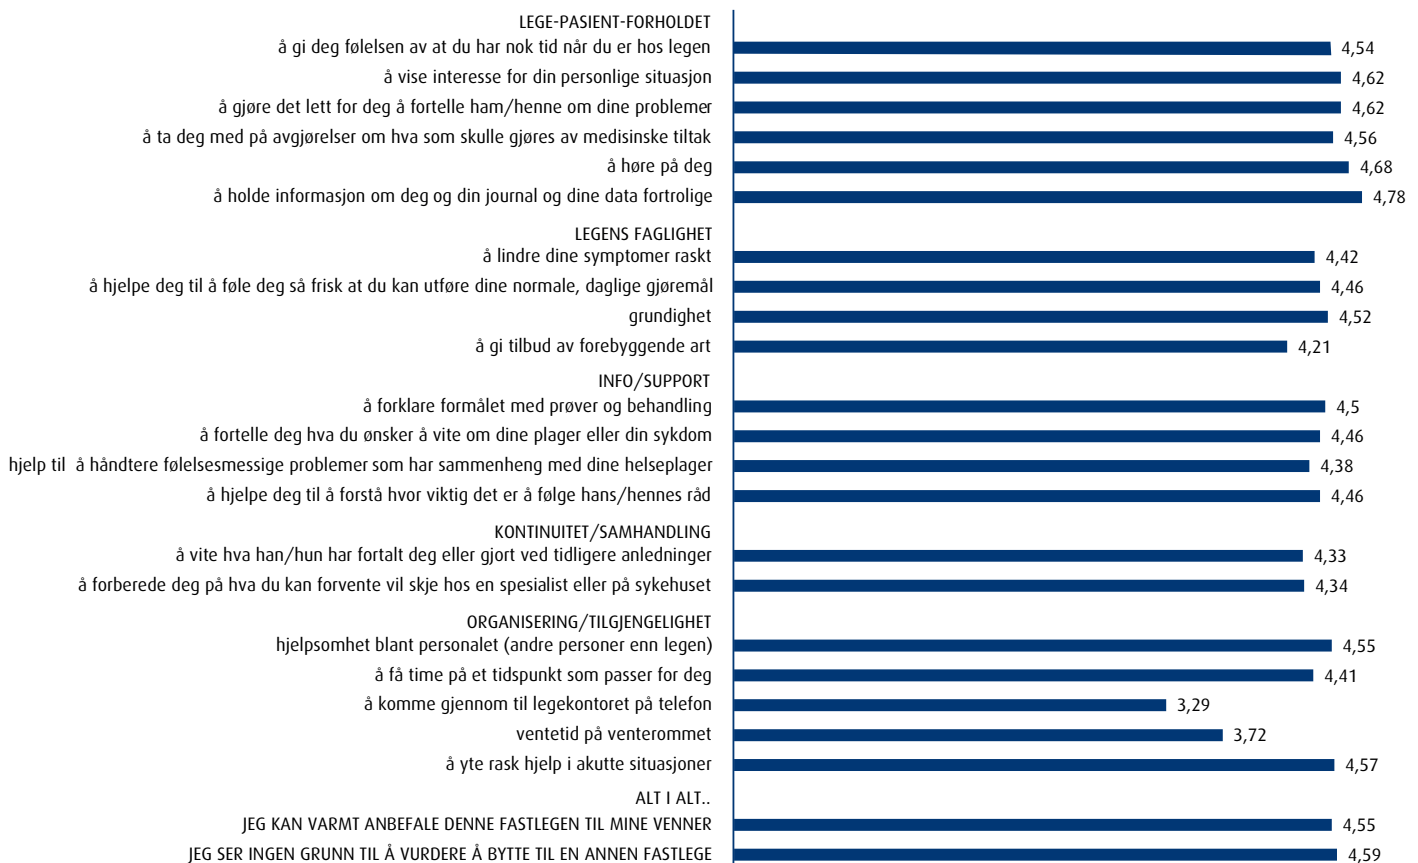 LEGE-PASIENT-FORHOLDET
å gi deg følelsen av at du har nok tid når du er hos legen 4,54
å vise interesse for din personlige situasjon 4,62
å gjøre det lett for deg å fortelle ham/henne om dine problemer 4,62
å ta deg med på avgjørelser om hva som skulle gjøres av medisinske tiltak 4,56
å høre på deg 4,68
å holde informasjon om deg og din journal og dine data fortrolige 4,78
LEGENS FAGLIGHET
å lindre dine symptomer raskt 4,42
å hjelpe deg til å føle deg så frisk at du kan utføre dine normale, daglige gjøremål 4,46
grundighet 4,52
å gi tilbud av forebyggende art 4,21
INFO/SUPPORT
å forklare formålet med prøver og behandling 4,5
å fortelle deg hva du ønsker å vite om dine plager eller din sykdom 4,46
hjelp til å håndtere følelsesmessige problemer som har sammenheng med dine helseplager 4,38
å hjelpe deg til å forstå hvor viktig det er å følge hans/hennes råd 4,46
KONTINUITET/SAMHANDLING
å vite hva han/hun har fortalt deg eller gjort ved tidligere anledninger 4,33
å forberede deg på hva du kan forvente vil skje hos en spesialist eller på sykehuset 4,34
ORGANISERING/TILGJENGELIGHET
hjelpsomhet blant personalet (andre personer enn legen) 4,55
å få time på et tidspunkt som passer for deg 4,41
å komme gjennom til legekontoret på telefon 3,29
ventetid på venterommet 3,72
å yte rask hjelp i akutte situasjoner 4,57
ALT I ALT..
JEG KAN VARMT ANBEFALE DENNE FASTLEGEN TIL MINE VENNER 4,55
JEG SER INGEN GRUNN TIL Å VURDERE Å BYTTE TIL EN ANNEN FASTLEGE 4,59